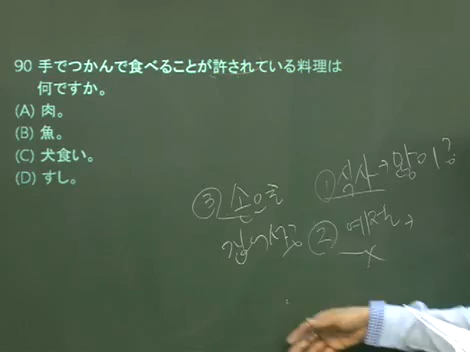 90 手でつかんで食べることが許されている料理は
何ですか。
(A) 肉。
(B) 魚。
(C) 犬食い。
(D) すし。
① 식사→많이?
② 예절→
x
③ 손으로